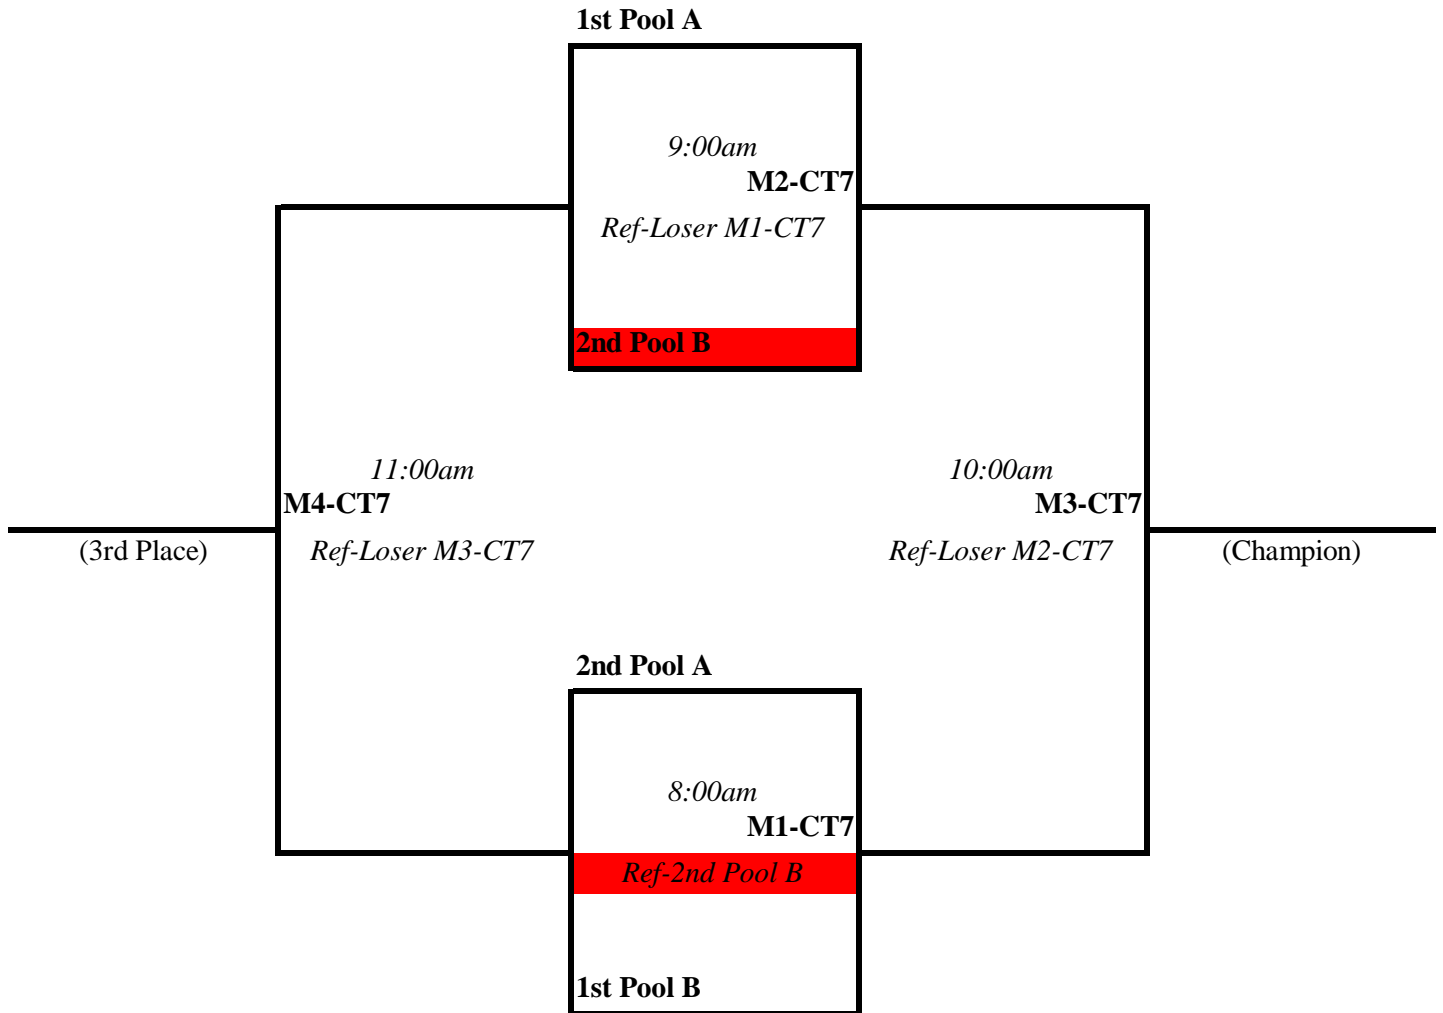 1st Pool A
9:00am
M2-CT7
Ref-Loser M1-CT7
2nd Pool B
11:00am
M4-CT7
Ref-Loser M3-CT7
(3rd Place)
10:00am
M3-CT7
Ref-Loser M2-CT7
(Champion)
2nd Pool A
8:00am
M1-CT7
Ref-2nd Pool B
1st Pool B